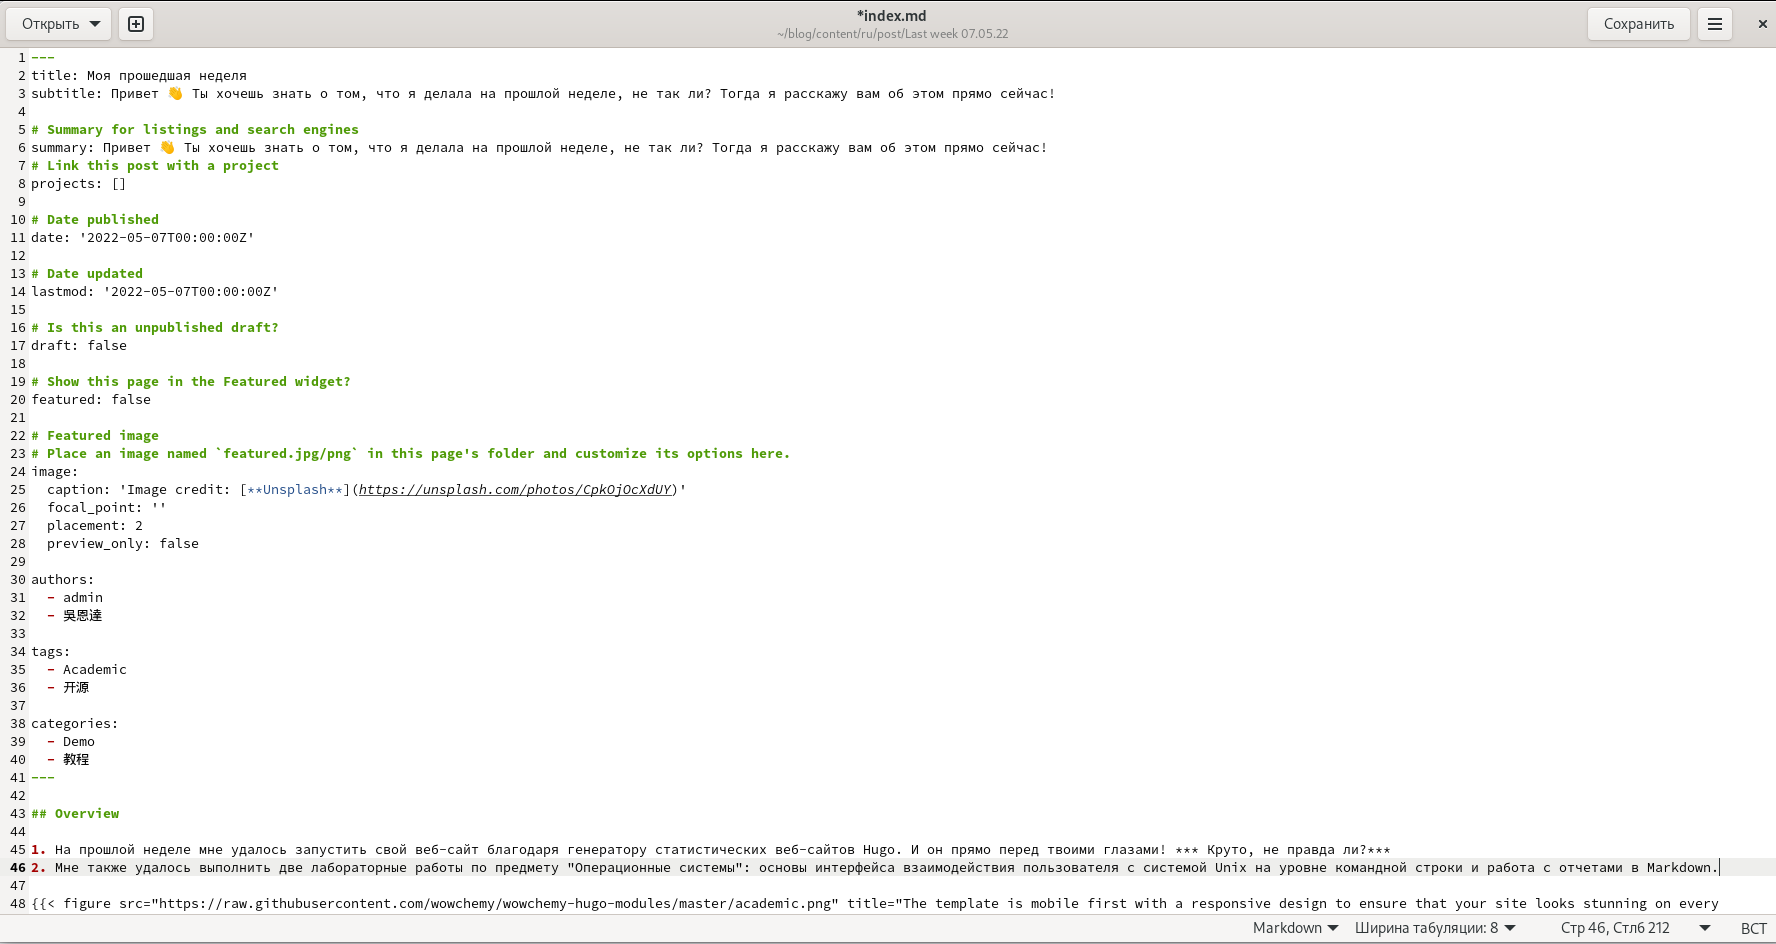 Открыть
*index.md
~/blog/content/ru/post/Last week 07.05.22
Сохранить
1 ---
2 title: Моя прошедшая неделя
3 subtitle: Привет 👋 Ты хочешь знать о том, что я делала на прошлой неделе, не так ли? Тогда я расскажу вам об этом прямо сейчас!
4
5 # Summary for listings and search engines
6 summary: Привет 👋 Ты хочешь знать о том, что я делала на прошлой неделе, не так ли? Тогда я расскажу вам об этом прямо сейчас!
7 # Link this post with a project
8 projects: []
9
10 # Date published
11 date: '2022-05-07T00:00:00Z'
12
13 # Date updated
14 lastmod: '2022-05-07T00:00:00Z'
15
16 # Is this an unpublished draft?
17 draft: false
18
19 # Show this page in the Featured widget?
20 featured: false
21
22 # Featured image
23 # Place an image named `featured.jpg/png` in this page's folder and customize its options here.
24 image:
25   caption: 'Image credit: [**Unsplash**](https://unsplash.com/photos/CpkOjOcXdUY)'
26   focal_point: ''
27   placement: 2
28   preview_only: false
29
30 authors:
31   - admin
32   - 吳恩達
33
34 tags:
35   - Academic
36   - 开源
37
38 categories:
39   - Demo
40   - 教程
41 ---
42
43 ## Overview
44
45 1. На прошлой неделе мне удалось запустить свой веб-сайт благодаря генератору статистических веб-сайтов Hugo. И он прямо перед твоими глазами! *** Круто, не правда ли?***
46 2. Мне также удалось выполнить две лабораторные работы по предмету "Операционные системы": основы интерфейса взаимодействия пользователя с системой Unix на уровне командной строки и работа с отчетами в Markdown.
47
48 {{< figure src="https://raw.githubusercontent.com/wowchemy/wowchemy-hugo-modules/master/academic.png" title="The template is mobile first with a responsive design to ensure that your site looks stunning on every
Markdown
Ширина табуляции: 8
Стр 46, Стлб 212
ВСТ